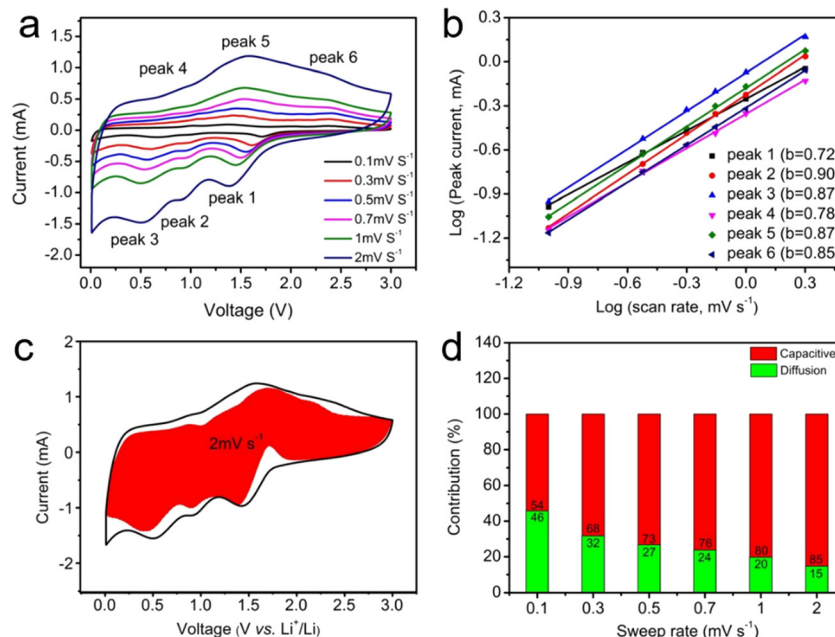 a
1.5
1.0
0.5
0.0
-0.5
-1.0
-1.5
-2.0
-2.5
Current (mA)
peak 5
peak 4
peak 6
peak 1
peak 2
peak 3
0.1mV S⁻¹
0.3mV S⁻¹
0.5mV S⁻¹
0.7mV S⁻¹
1mV S⁻¹
2mV S⁻¹
0.0 0.5 1.0 1.5 2.0 2.5 3.0
Voltage (V)
b
0.3
0.0
-0.3
-0.6
-0.9
-1.2
Log (Peak current, mA)
peak 1 (b=0.72
peak 2 (b=0.90
peak 3 (b=0.87
peak 4 (b=0.78
peak 5 (b=0.87
peak 6 (b=0.85
-1.2 -0.9 -0.6 -0.3 0.0 0.3
Log (scan rate, mV s⁻¹)
c
2
1
0
-1
-2
Current (mA)
2mV s⁻¹
0.0 0.5 1.0 1.5 2.0 2.5 3.0
Voltage (V vs. Li⁺/Li)
d
140
120
100
80
60
40
20
0
Contribution (%)
Capacitive
Diffusion
54 68 73 76 80 85
46 32 27 24 20 15
0.1 0.3 0.5 0.7 1 2
Sweep rate (mV s⁻¹)